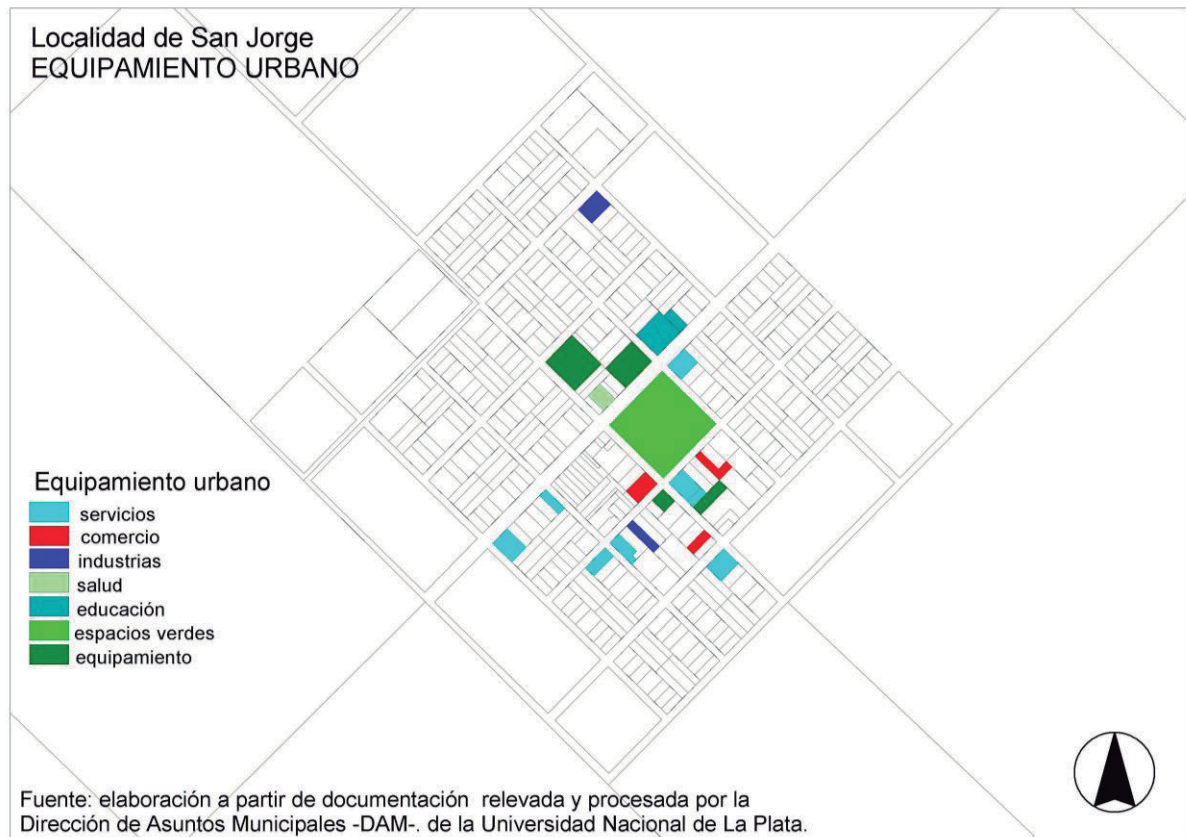 Localidad de San Jorge
EQUIPAMIENTO URBANO
Equipamiento urbano
servicios
comercio
industrias
salud
educación
espacios verdes
equipamiento
Fuente: elaboración a partir de documentación relevada y procesada por la
Dirección de Asuntos Municipales -DAM-. de la Universidad Nacional de La Plata.